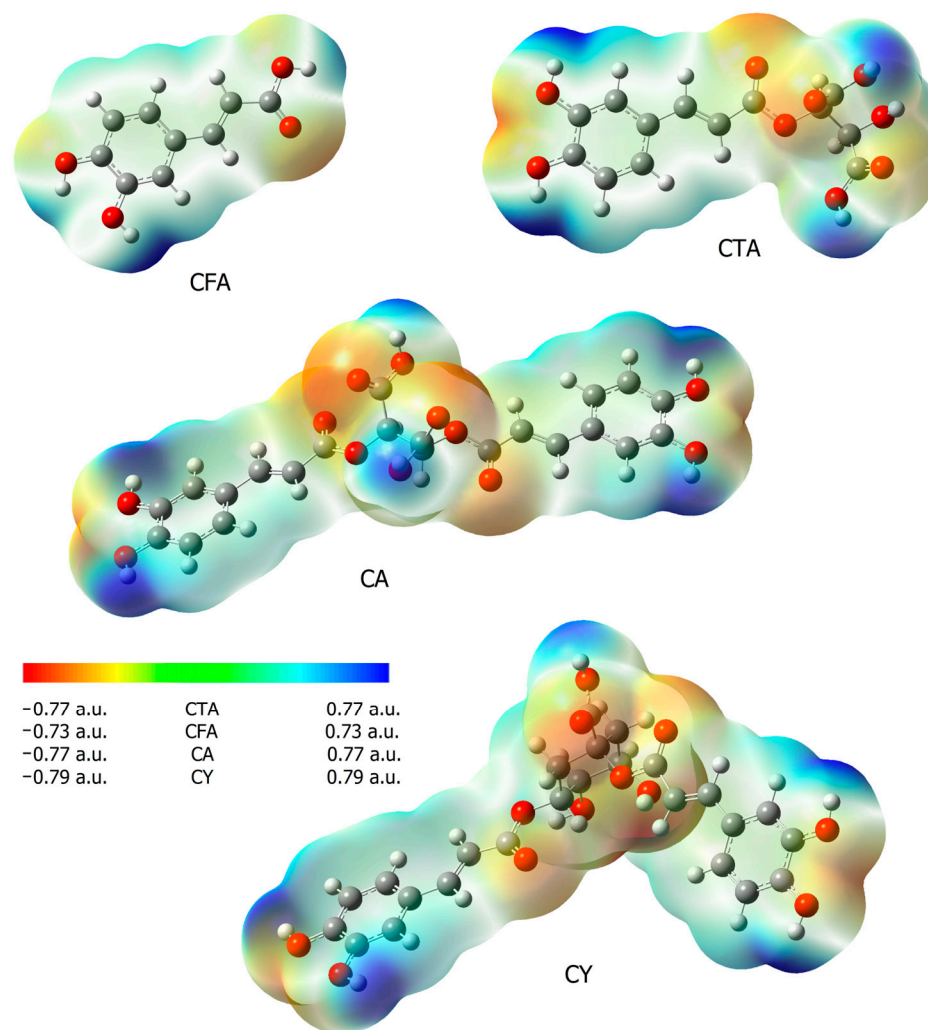 CFA
CTA
CA
−0.77 a.u. CTA 0.77 a.u.
−0.73 a.u. CFA 0.73 a.u.
−0.77 a.u. CA 0.77 a.u.
−0.79 a.u. CY 0.79 a.u.
CY